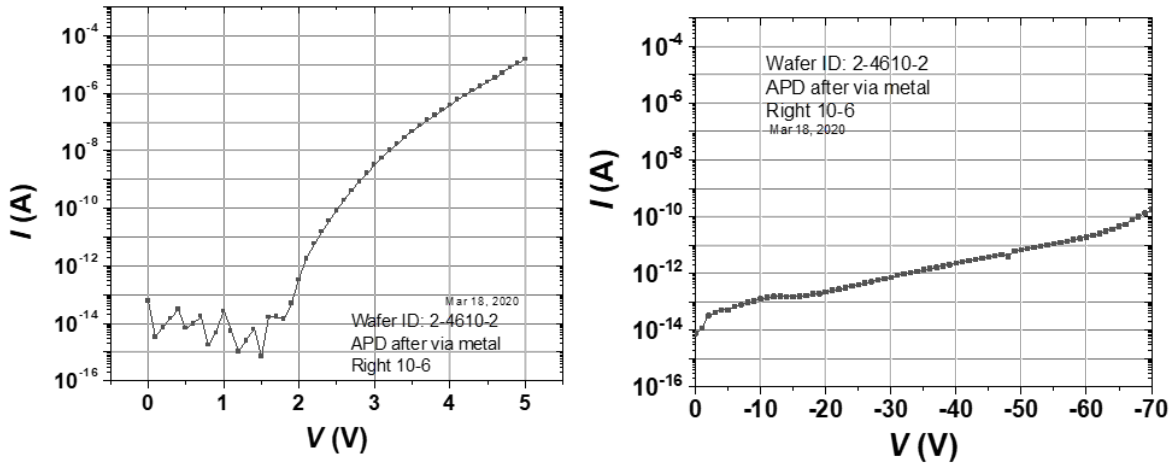 10⁻⁴
10⁻⁶
10⁻⁸
10⁻¹⁰
10⁻¹²
10⁻¹⁴
10⁻¹⁶
I (A)
Mar 18, 2020
Wafer ID: 2-4610-2
APD after via metal
Right 10-6
0 1 2 3 4 5
V (V)
10⁻⁴
10⁻⁶
10⁻⁸
10⁻¹⁰
10⁻¹²
10⁻¹⁴
10⁻¹⁶
I (A)
Wafer ID: 2-4610-2
APD after via metal
Right 10-6
Mar 18, 2020
0 -10 -20 -30 -40 -50 -60 -70
V (V)